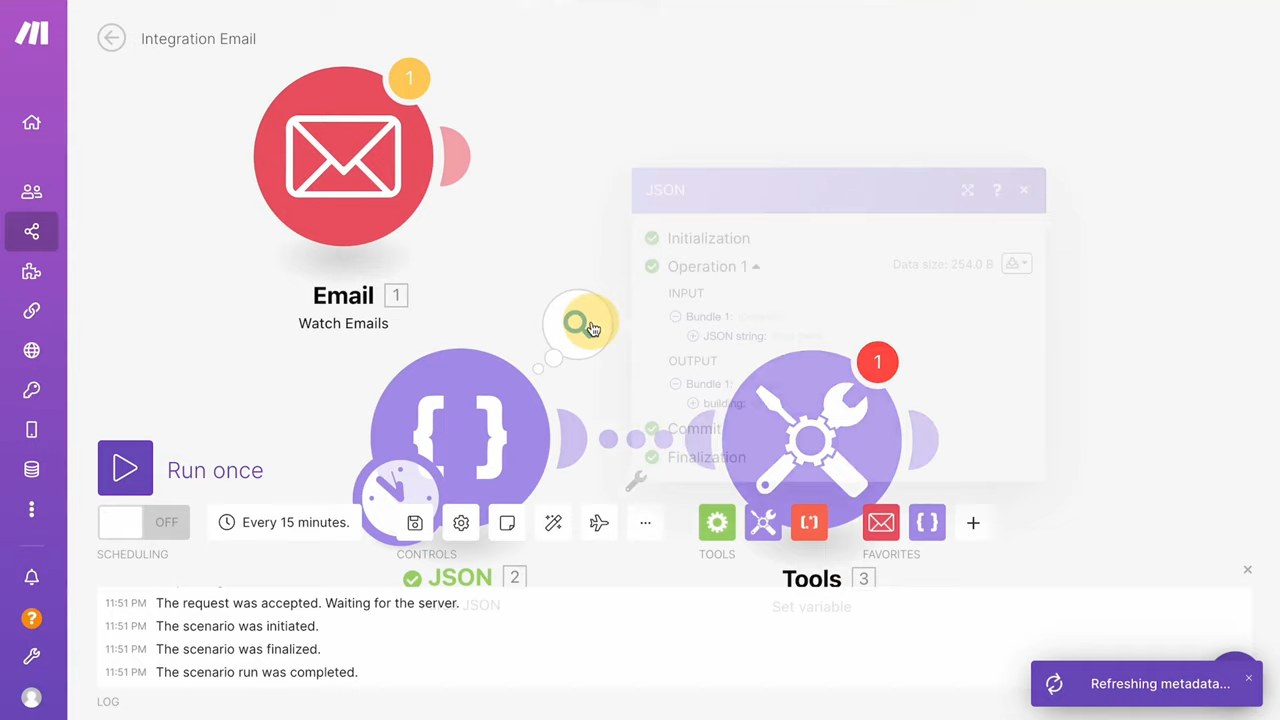 Integration Email
1
JSON
?
Initialization
Operation 1
Data size: 254.0 B
INPUT
Bundle 1:
JSON string:
OUTPUT
Bundle 1:
building:
Commit
Finalization
Email 1
Watch Emails
{ }
1
Run once
OFF
Every 15 minutes.
SCHEDULING
CONTROLS
TOOLS
FAVORITES
JSON 2
JSON
Tools 3
Set variable
11:51 PM The request was accepted. Waiting for the server.
11:51 PM The scenario was initiated.
11:51 PM The scenario was finalized.
11:51 PM The scenario run was completed.
LOG
Refreshing metadata...